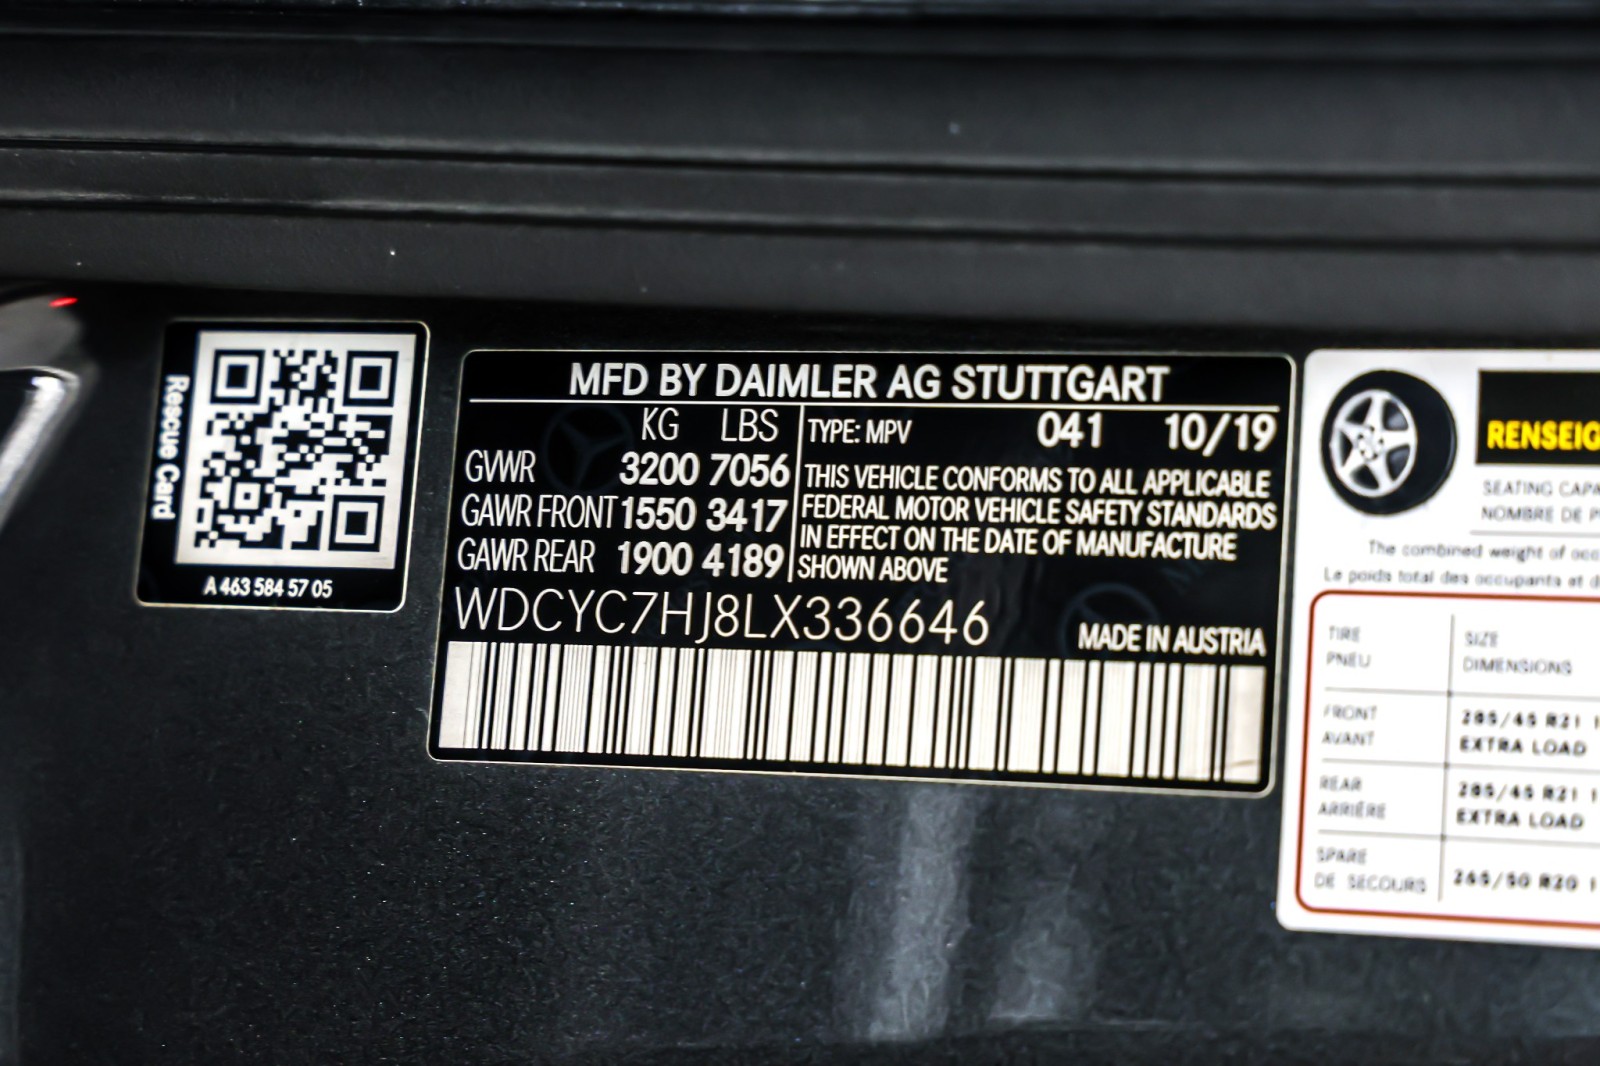 Rescue Card
A 463 584 57 05
MFD BY DAIMLER AG STUTTGART
KG LBS
GVWR 3200 7056
GAWR FRONT 1550 3417
GAWR REAR 1900 4189
TYPE: MPV 041 10/19
THIS VEHICLE CONFORMS TO ALL APPLICABLE
FEDERAL MOTOR VEHICLE SAFETY STANDARDS
IN EFFECT ON THE DATE OF MANUFACTURE
SHOWN ABOVE
WDCYC7HJ8LX336646
MADE IN AUSTRIA
RENSEIG
SEATING CAPA
NOMBRE DE P
The combined weight of occ
Le poids total des occupants et d
TIRE SIZE
PNEU DIMENSIONS
FRONT 285/45 R21 1
AVANT EXTRA LOAD
REAR 285/45 R21 1
ARRIÈRE EXTRA LOAD
SPARE
DE SECOURS 265/50 R20 1